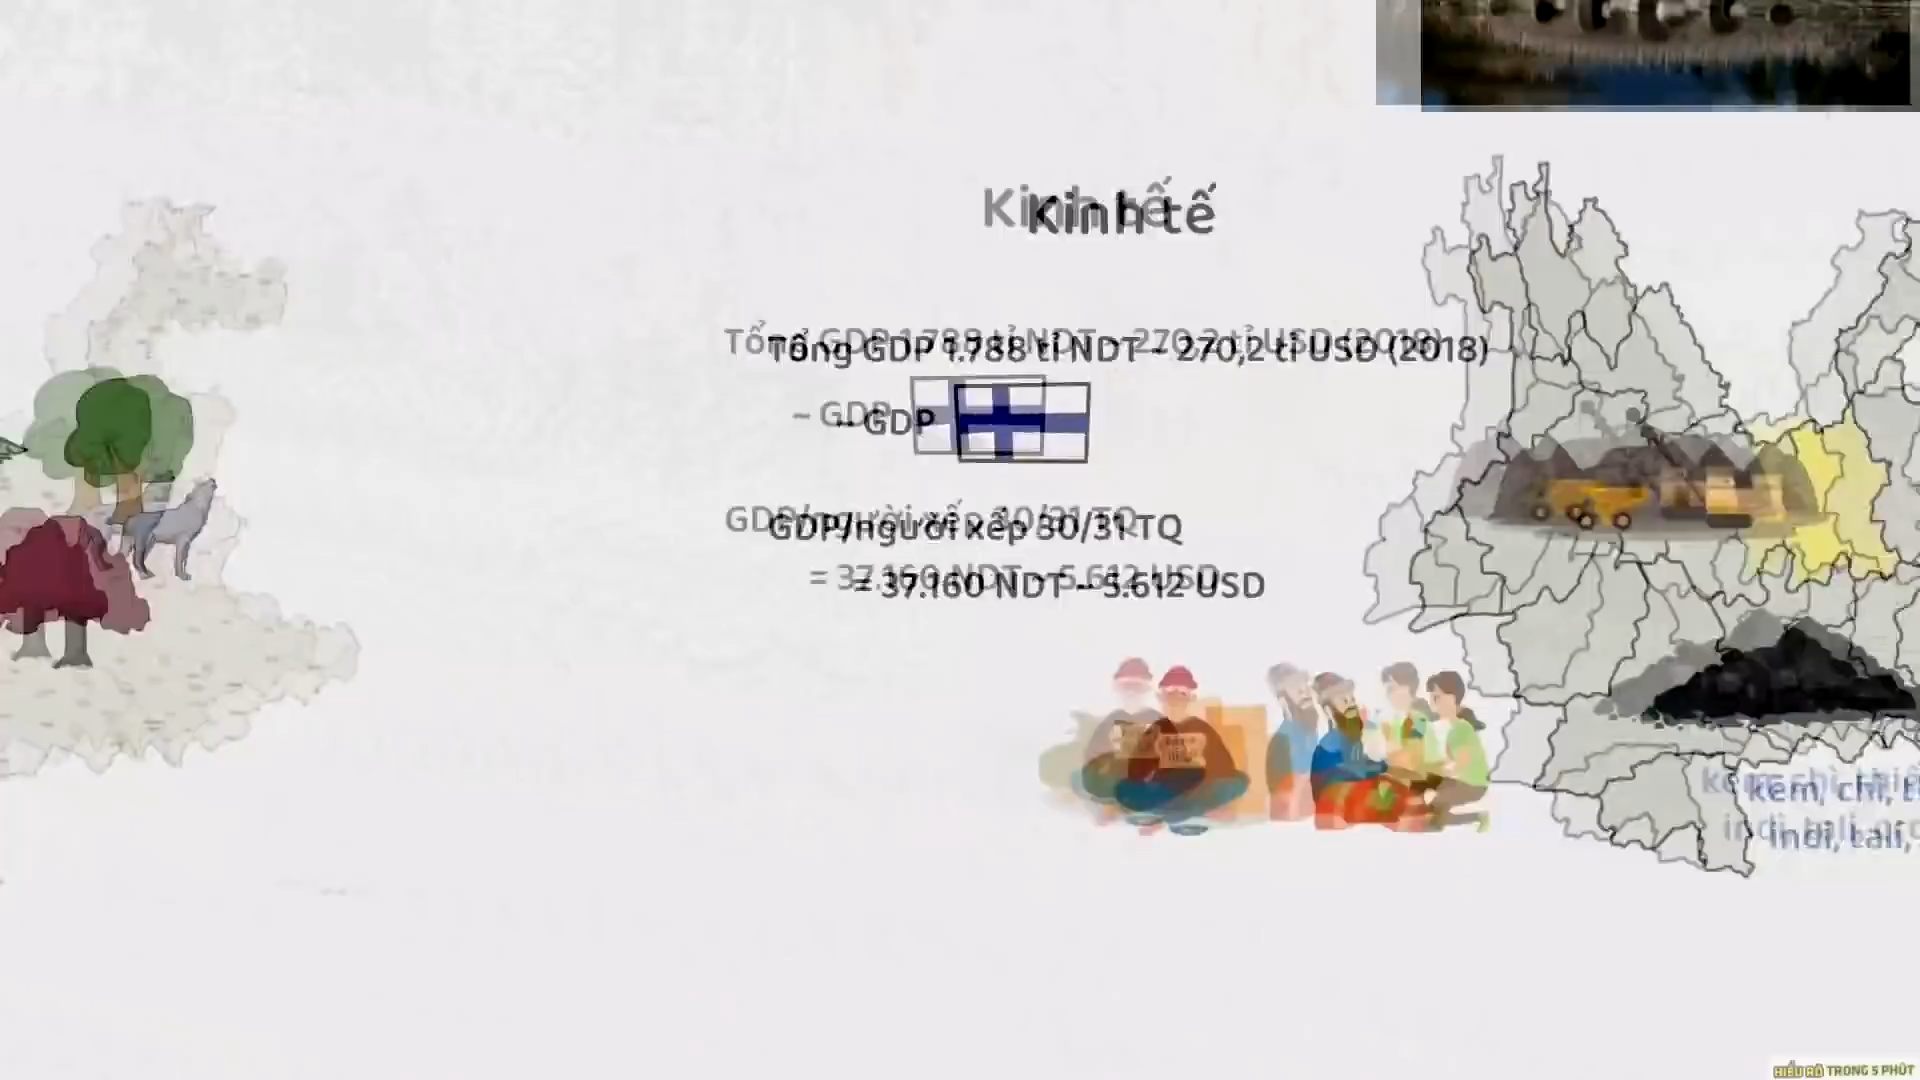 Kinh tế
Tổng GDP 1.788 tỉ NDT ~ 270,2 tỉ USD (2018)
~ GDP
GDP/người xếp 30/31 TQ
= 37.160 NDT ~ 5.612 USD
kẽm, chì,
indi, tali,
HIỂU RÕ TRONG 5 PHÚT